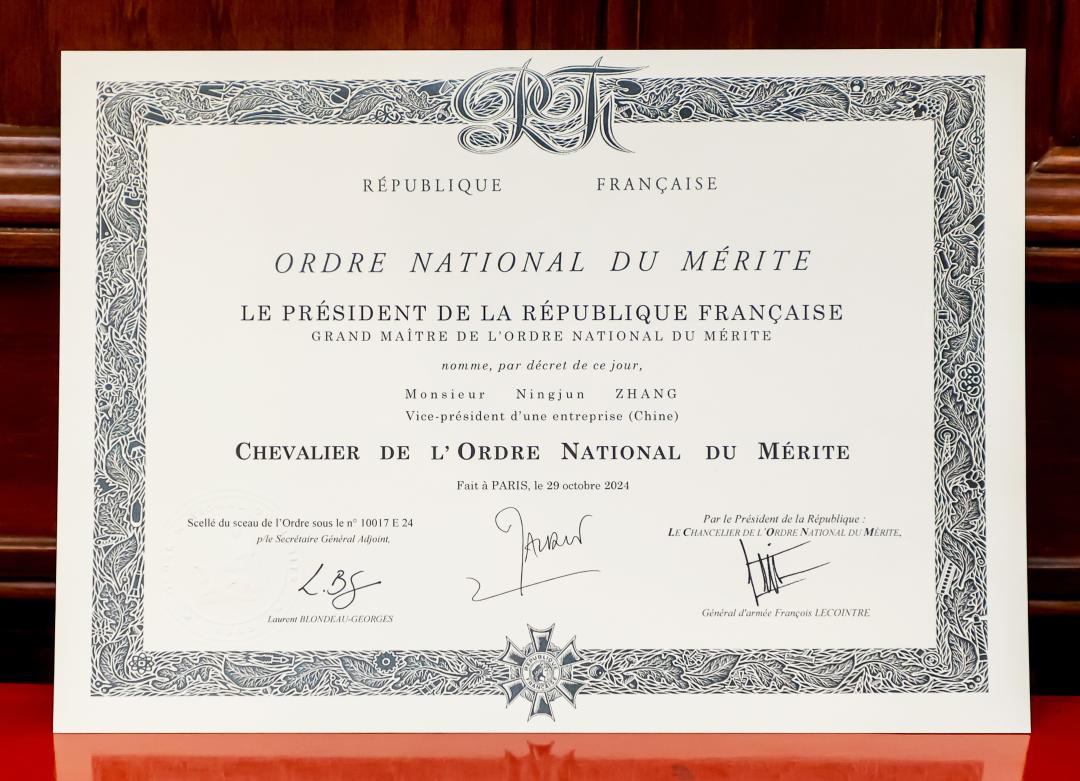 RF
RÉPUBLIQUE FRANÇAISE
ORDRE NATIONAL DU MÉRITE
LE PRÉSIDENT DE LA RÉPUBLIQUE FRANÇAISE
GRAND MAÎTRE DE L'ORDRE NATIONAL DU MÉRITE
nomme, par décret de ce jour,
Monsieur Ningjun ZHANG
Vice-président d'une entreprise (Chine)
CHEVALIER DE L'ORDRE NATIONAL DU MÉRITE
Fait à PARIS, le 29 octobre 2024
Scellé du sceau de l'Ordre sous le n° 10017 E 24
p/le Secrétaire Général Adjoint,
L.BG
Laurent BLONDEAU-GEORGES
Par le Président de la République :
LE CHANCELIER DE L'ORDRE NATIONAL DU MÉRITE,
Général d'armée François LECOINTRE
RÉPUBLIQUE FRANÇAISE